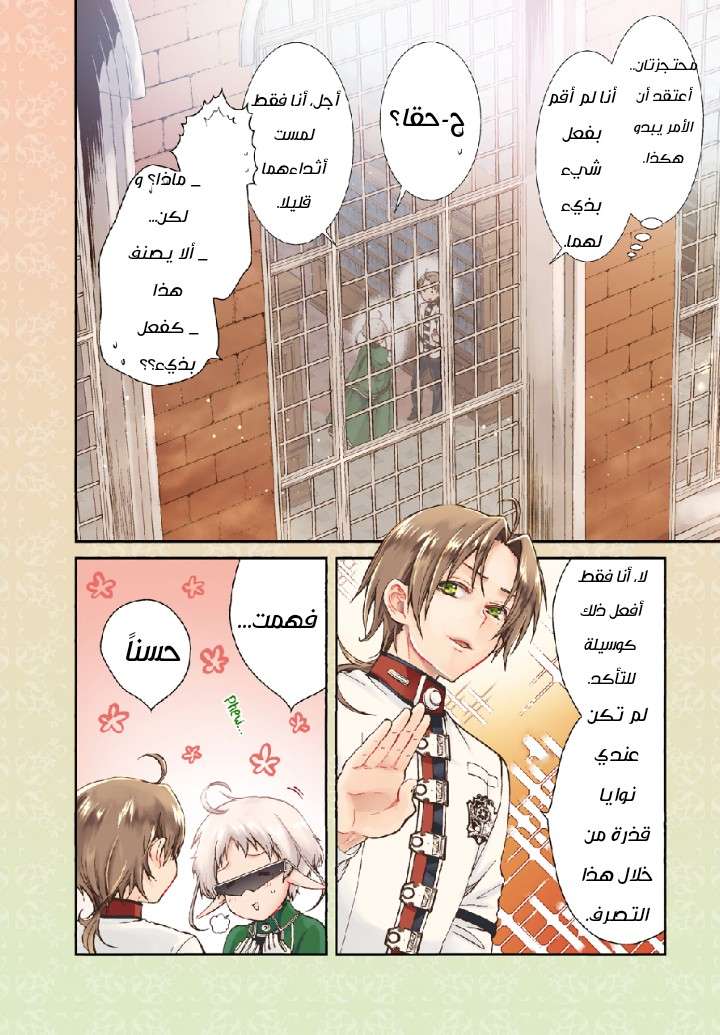 محتجزتان..
أعتقد أن
الأمر يبدو
هكذا.
أنا لم أقم
بفعل
شيء
بذيء
لهما.
ح-حقا؟
أجل، أنا فقط
لمست
أثداءهما
قليلا.
_ ماذا؟ و
لكن...
_ ألا يصنف
هذا
_ كفعل
بذيء؟؟
لا، أنا فقط
أفعل ذلك
كوسيلة
للتأكد.
لم تكن
عندي
نوايا
قذرة من
خلال هذا
التصرف.
فهمت...
حسناً
Phew...